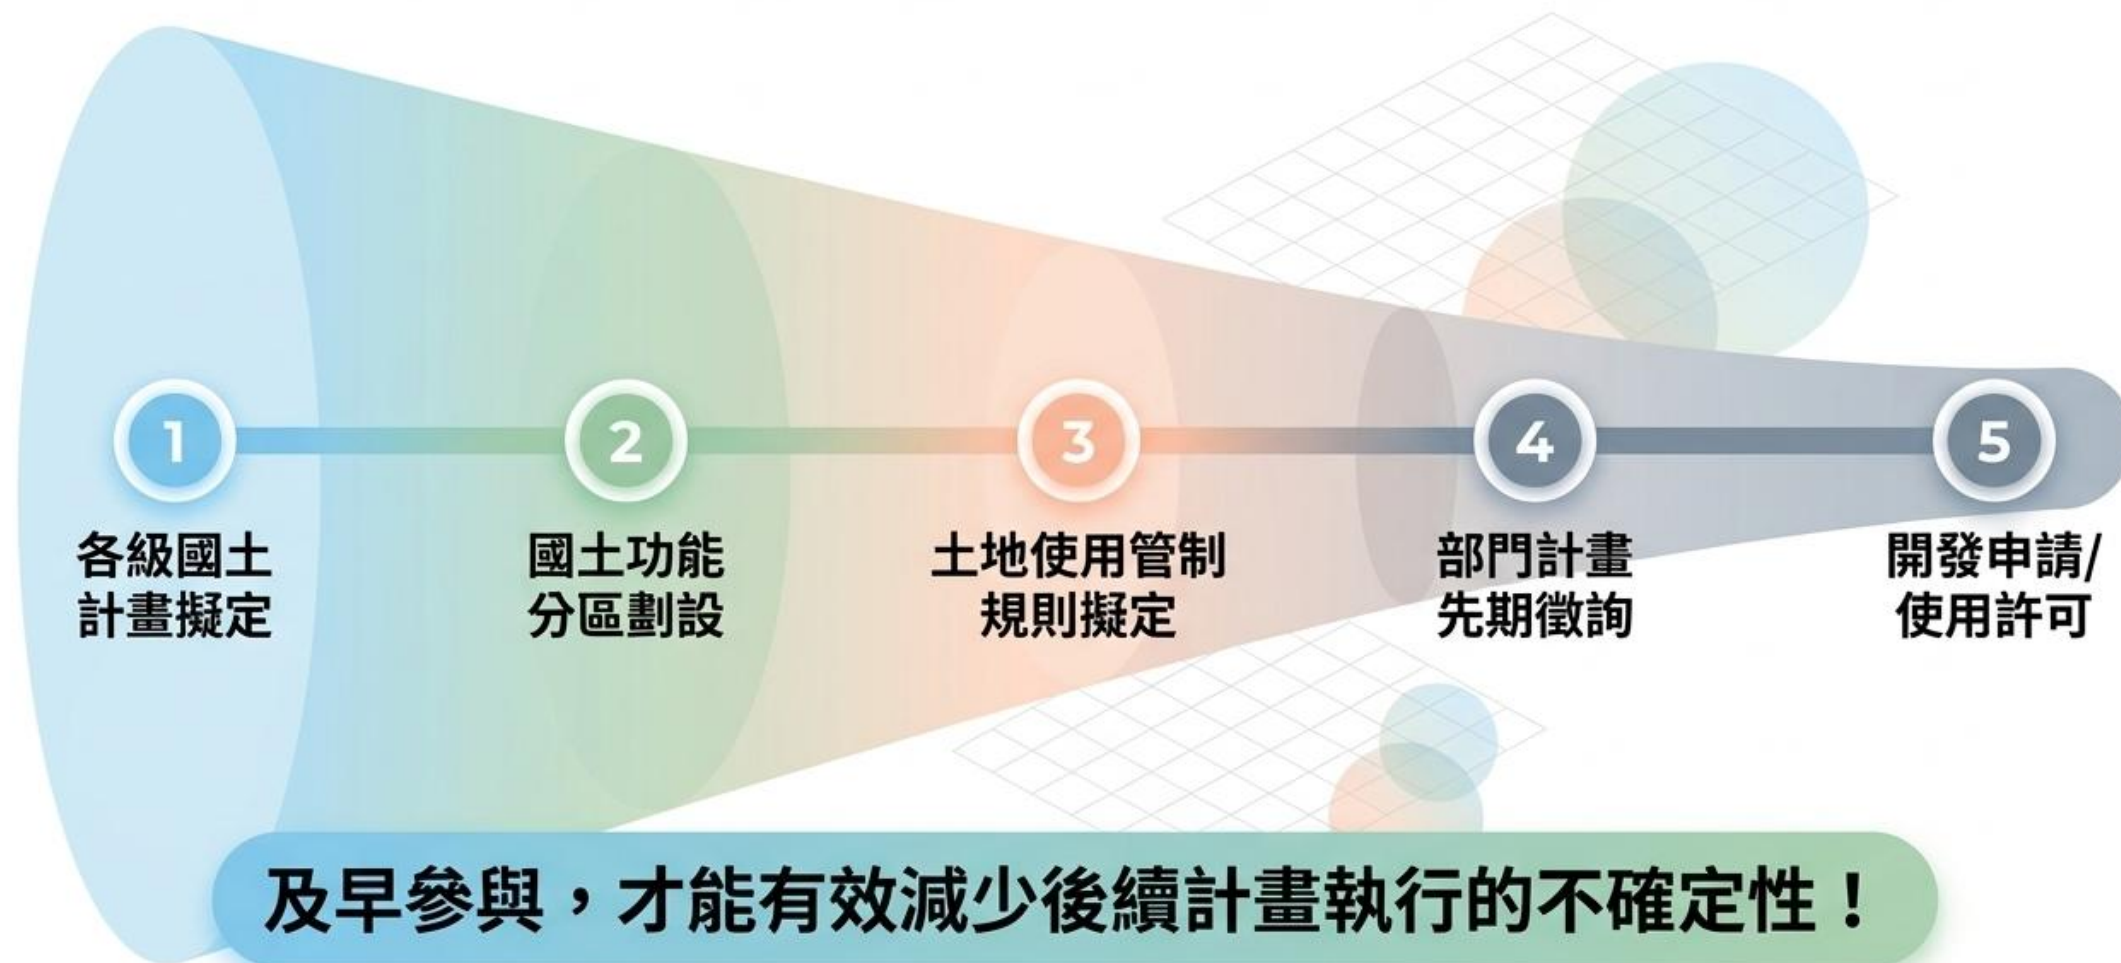 1
各級國土
計畫擬定
2
國土功能
分區劃設
3
土地使用管制
規則擬定
4
部門計畫
先期徵詢
5
開發申請/
使用許可
及早參與，才能有效減少後續計畫執行的不確定性！